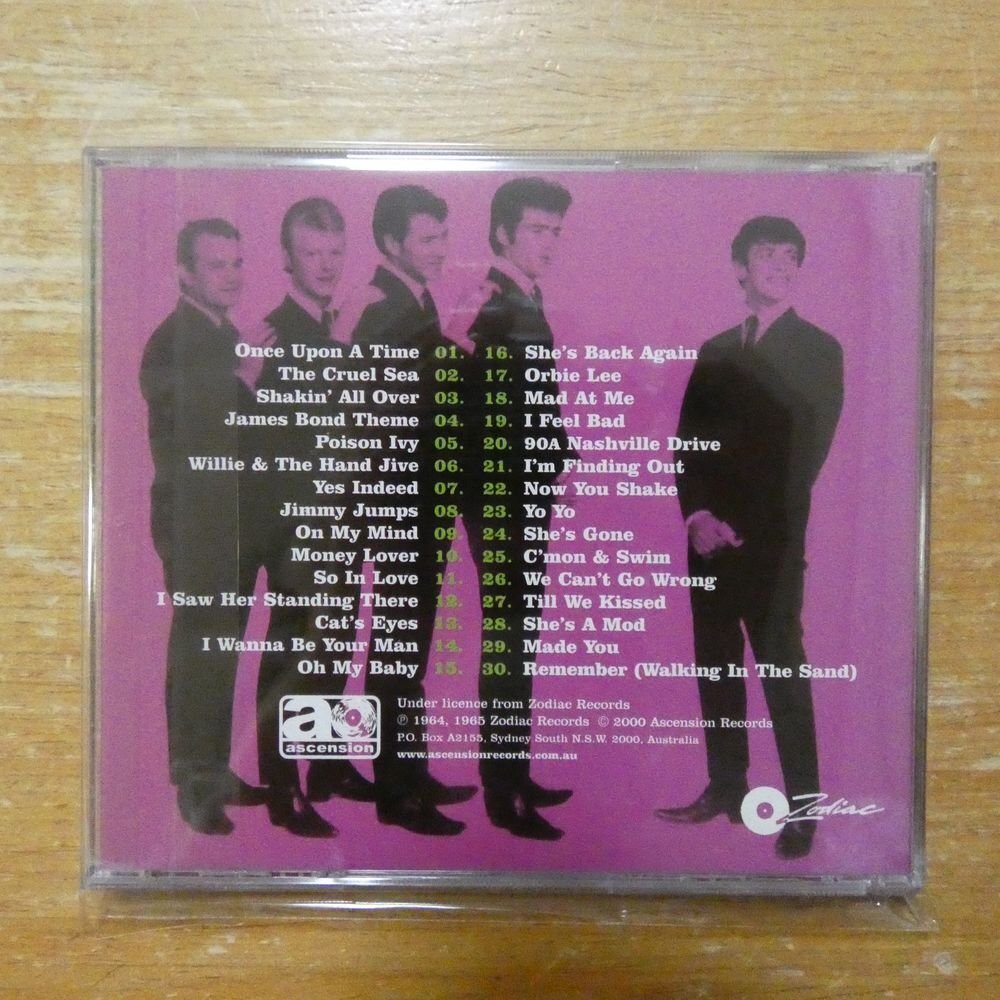 Once Upon A Time 01.
The Cruel Sea 02.
Shakin' All Over 03.
James Bond Theme 04.
Poison Ivy 05.
Willie & The Hand Jive 06.
Yes Indeed 07.
Jimmy Jumps 08.
On My Mind 09.
Money Lover 10.
So In Love 11.
I Saw Her Standing There 12.
Cat's Eyes 13.
I Wanna Be Your Man 14.
Oh My Baby 15.
16. She's Back Again
17. Orbie Lee
18. Mad At Me
19. I Feel Bad
20. 90A Nashville Drive
21. I'm Finding Out
22. Now You Shake
23. Yo Yo
24. She's Gone
25. C'mon & Swim
26. We Can't Go Wrong
27. Till We Kissed
28. She's A Mod
29. Made You
30. Remember (Walking In The Sand)
a
ascension
Under licence from Zodiac Records
℗ 1964, 1965 Zodiac Records © 2000 Ascension Records
P.O. Box A2155, Sydney South N.S.W. 2000, Australia
www.ascensionrecords.com.au
Zodiac